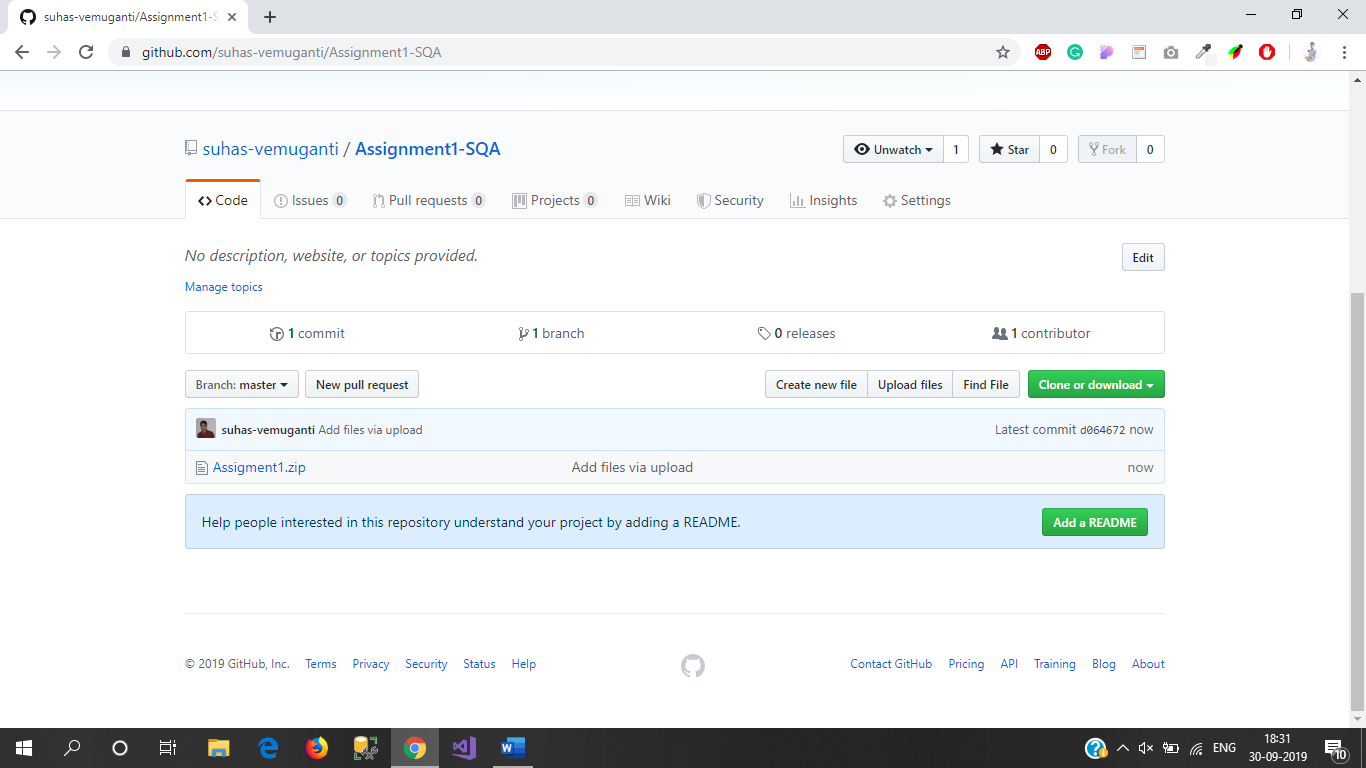 suhas-vemuganti/Assignment1-S
github.com/suhas-vemuganti/Assignment1-SQA
ABP
suhas-vemuganti / Assignment1-SQA
Unwatch 1 Star 0 Fork 0
Code Issues 0 Pull requests 0 Projects 0 Wiki Security Insights Settings
No description, website, or topics provided. Edit
Manage topics
1 commit 1 branch 0 releases 1 contributor
Branch: master New pull request Create new file Upload files Find File Clone or download
suhas-vemuganti Add files via upload Latest commit d064672 now
Assigment1.zip Add files via upload now
Help people interested in this repository understand your project by adding a README. Add a README
© 2019 GitHub, Inc. Terms Privacy Security Status Help Contact GitHub Pricing API Training Blog About
ENG 18:31
30-09-2019 10